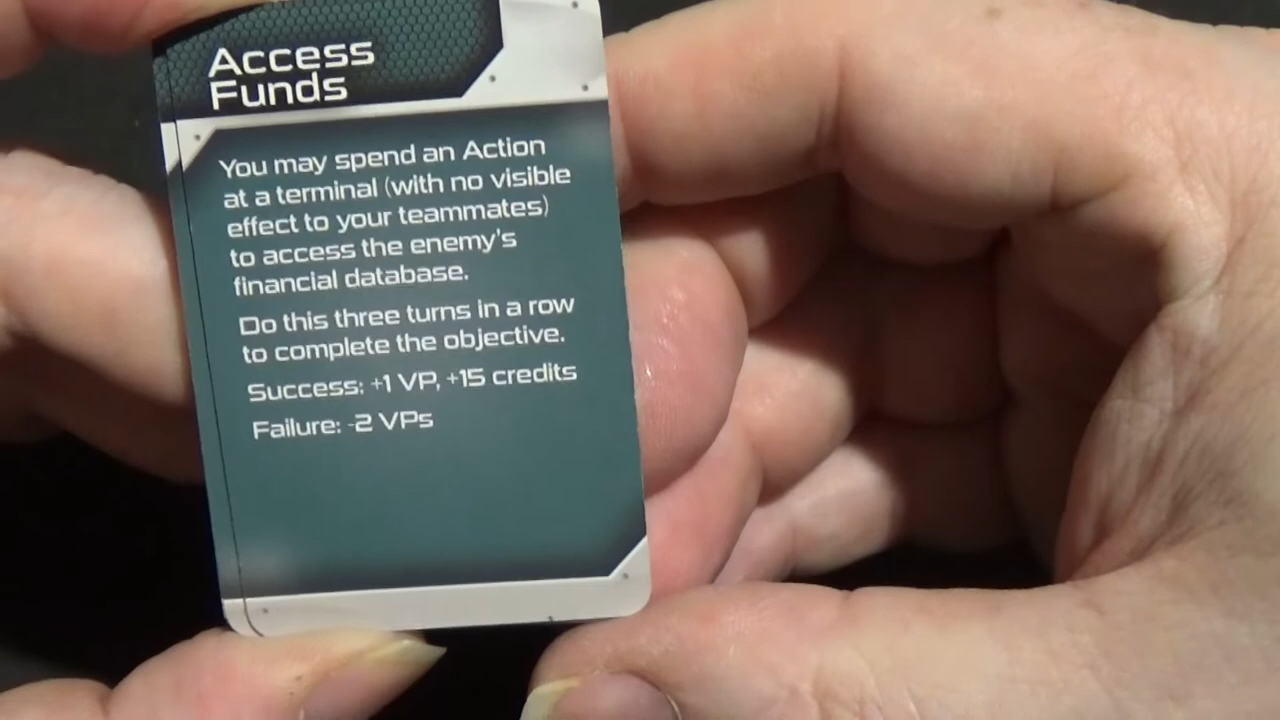 Access
Funds
You may spend an Action
at a terminal (with no visible
effect to your teammates)
to access the enemy's
financial database.
Do this three turns in a row
to complete the objective.
Success: +1 VP, +15 credits
Failure: -2 VPs